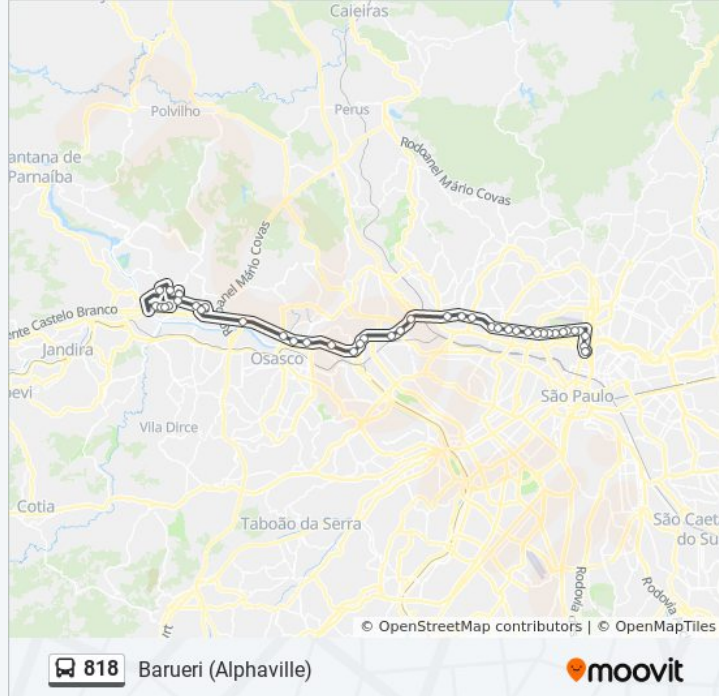 Caieiras
Polvilho
Perus
Rodoanel Mário Covas
antana de
Parnaíba
anel Mário Covas
ente Castelo Branco
Jandira
Osasco
São Paulo
evi
Vila Dirce
Cotia
Taboão da Serra
São Caet
do Su
Rodovia
Rodovia
© OpenStreetMap contributors | © OpenMapTiles
818 Barueri (Alphaville)
moovit